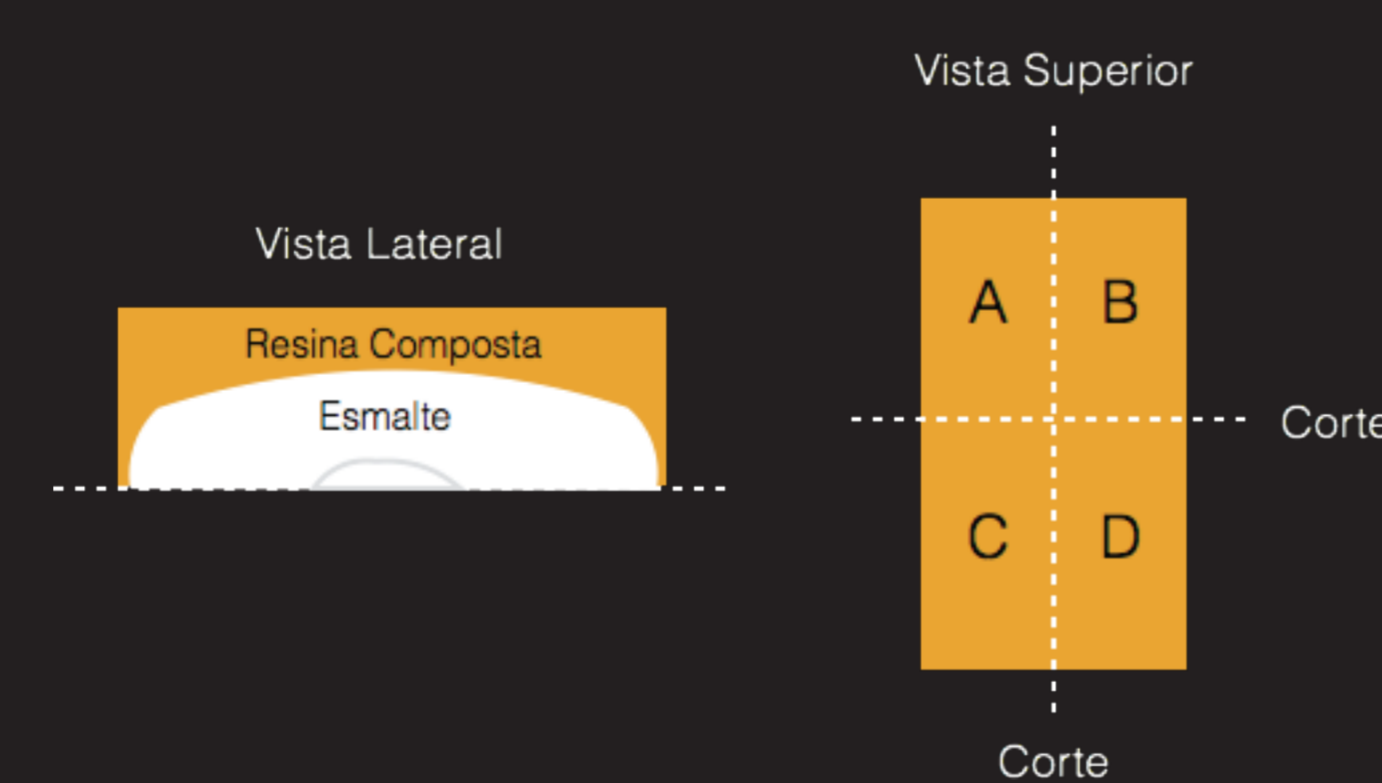 Vista Superior
Vista Lateral
Resina Composta
Esmalte
A B
Corte
C D
Corte